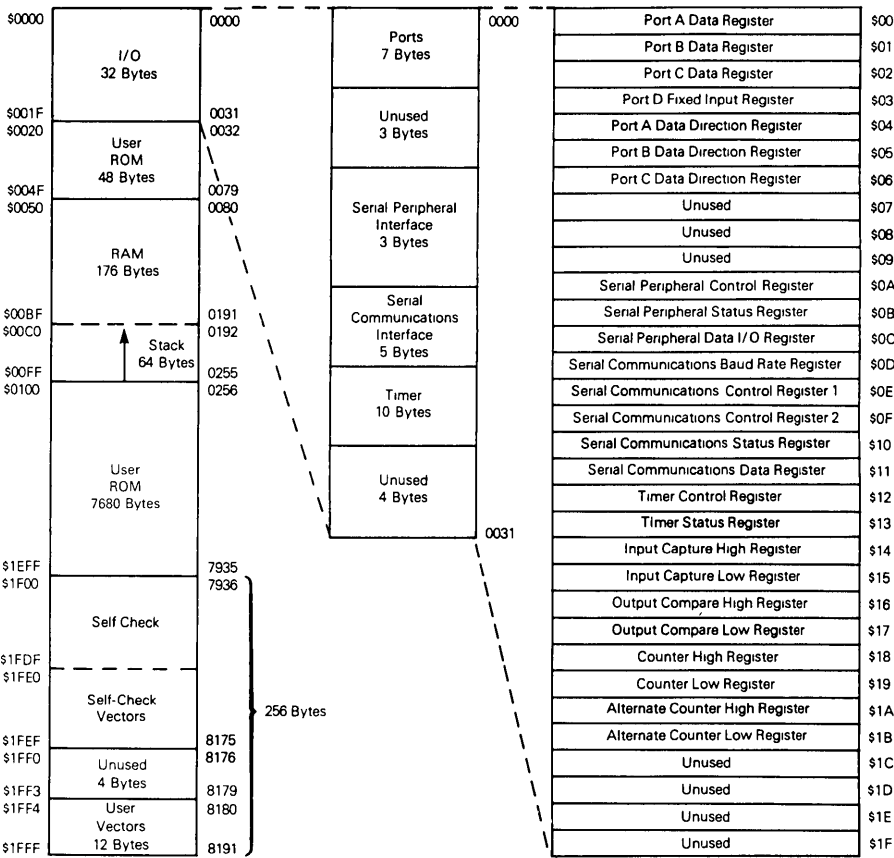 $0000
0000
I/O
32 Bytes
$001F
0031
$0020
0032
User
ROM
48 Bytes
$004F
0079
$0050
0080
RAM
176 Bytes
$00BF
0191
$00C0
0192
Stack
64 Bytes
$00FF
0255
$0100
0256
User
ROM
7680 Bytes
$1EFF
7935
$1F00
7936
Self Check
$1FDF
$1FE0
Self-Check
Vectors
$1FEF
8175
$1FF0
8176
Unused
4 Bytes
$1FF3
8179
$1FF4
8180
User
Vectors
12 Bytes
$1FFF
8191
256 Bytes
0000
Ports
7 Bytes
Unused
3 Bytes
Serial Peripheral
Interface
3 Bytes
Serial
Communications
Interface
5 Bytes
Timer
10 Bytes
Unused
4 Bytes
0031
Port A Data Register $00
Port B Data Register $01
Port C Data Register $02
Port D Fixed Input Register $03
Port A Data Direction Register $04
Port B Data Direction Register $05
Port C Data Direction Register $06
Unused $07
Unused $08
Unused $09
Serial Peripheral Control Register $0A
Serial Peripheral Status Register $0B
Serial Peripheral Data I/O Register $0C
Serial Communications Baud Rate Register $0D
Serial Communications Control Register 1 $0E
Serial Communications Control Register 2 $0F
Serial Communications Status Register $10
Serial Communications Data Register $11
Timer Control Register $12
Timer Status Register $13
Input Capture High Register $14
Input Capture Low Register $15
Output Compare High Register $16
Output Compare Low Register $17
Counter High Register $18
Counter Low Register $19
Alternate Counter High Register $1A
Alternate Counter Low Register $1B
Unused $1C
Unused $1D
Unused $1E
Unused $1F